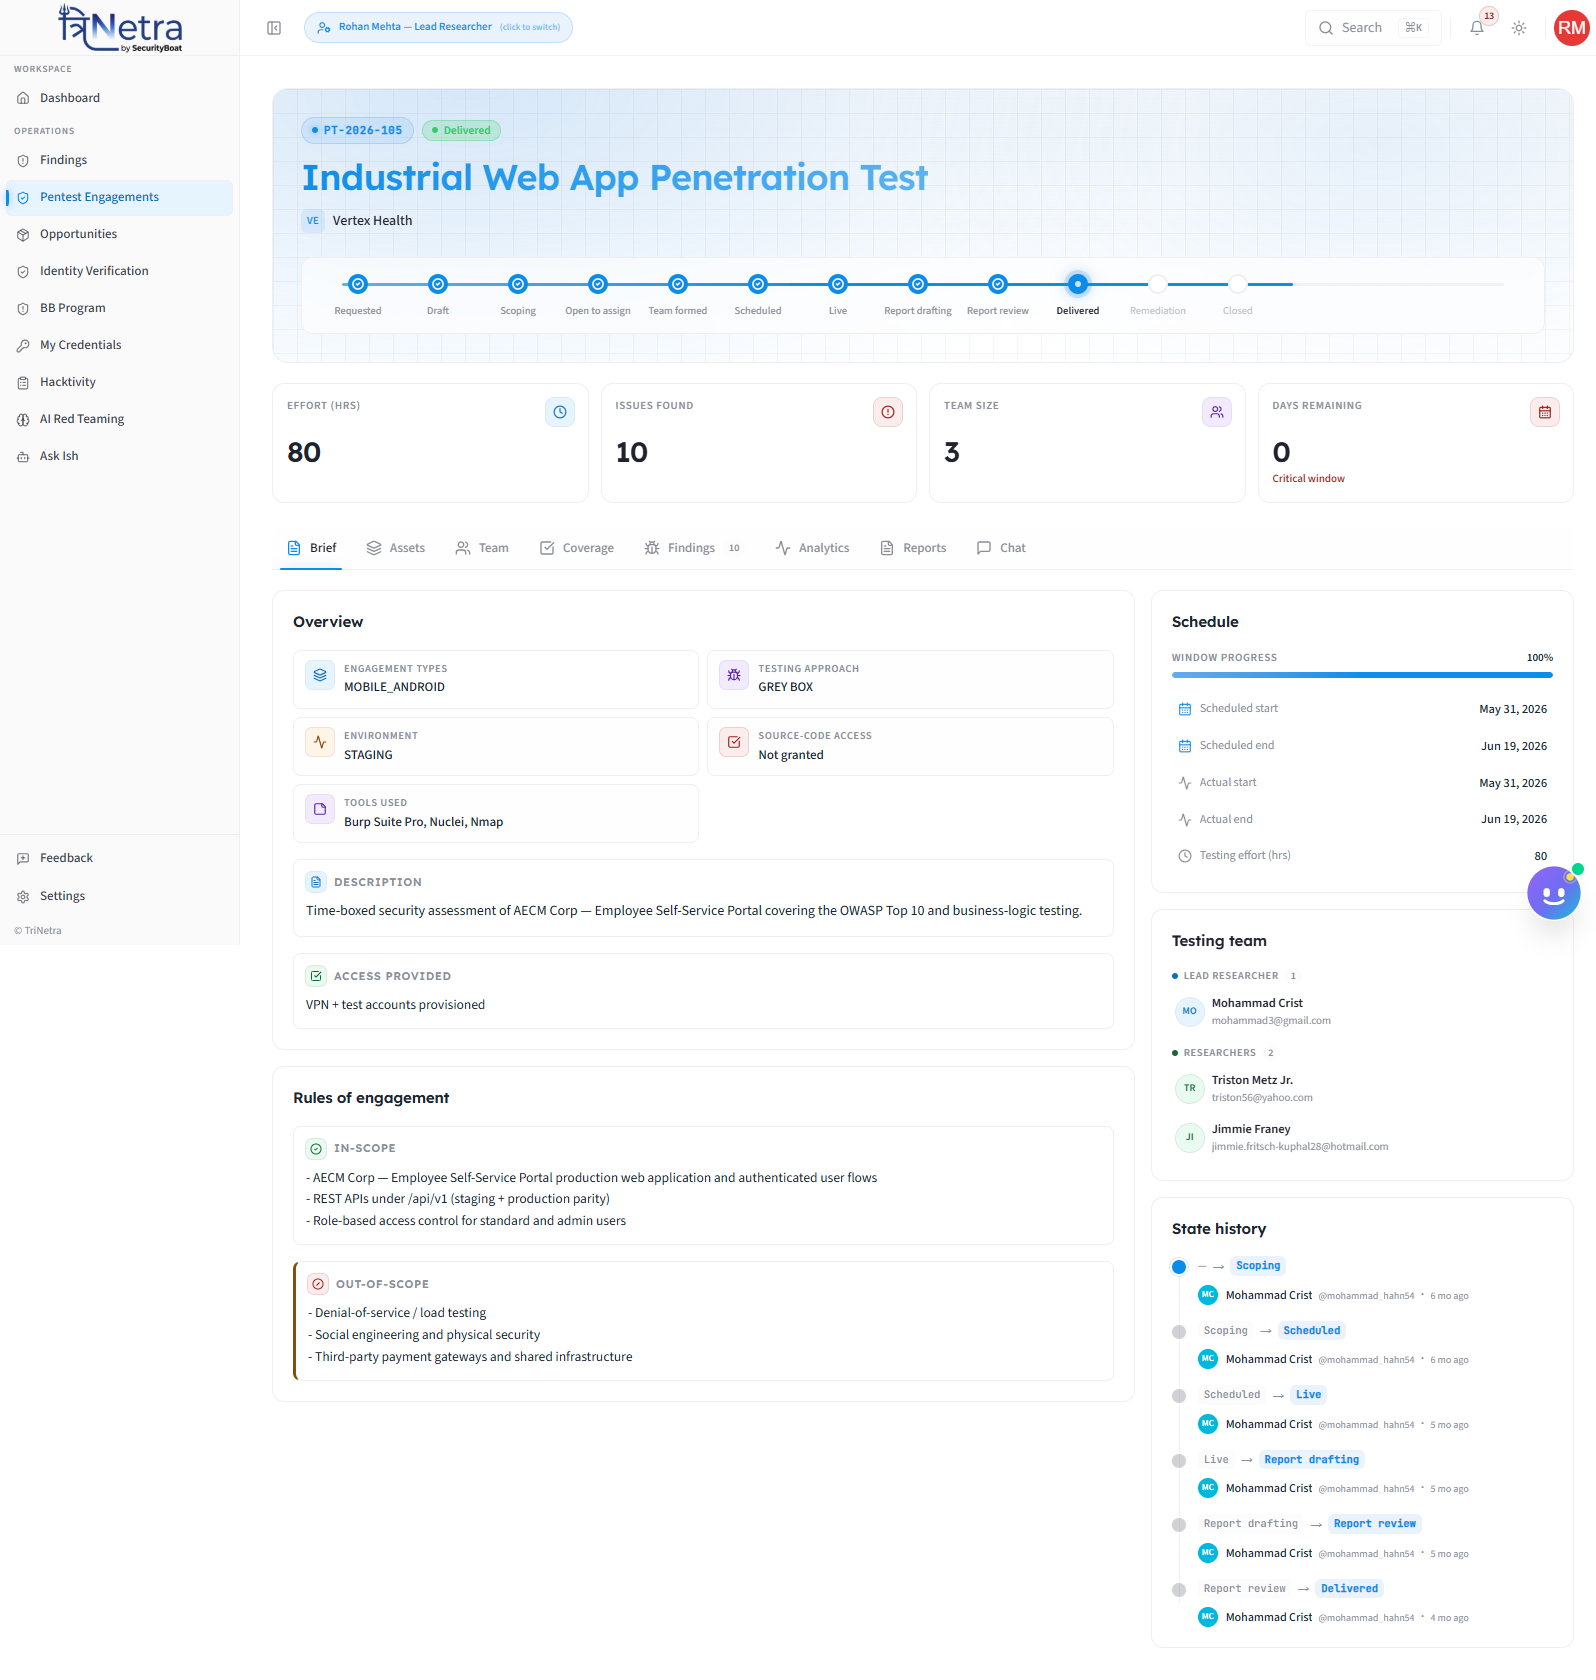 त्रिNetra
by SecurityBoat
Rohan Mehta — Lead Researcher (click to switch)
Search ⌘K
13
RM
WORKSPACE
Dashboard
OPERATIONS
Findings
Pentest Engagements
Opportunities
Identity Verification
BB Program
My Credentials
Hacktivity
AI Red Teaming
Ask Ish
Feedback
Settings
© TriNetra
PT-2026-105 Delivered
Industrial Web App Penetration Test
VE Vertex Health
Requested Draft Scoping Open to assign Team formed Scheduled Live Report drafting Report review Delivered Remediation Closed
EFFORT (HRS)
80
ISSUES FOUND
10
TEAM SIZE
3
DAYS REMAINING
0
Critical window
Brief Assets Team Coverage Findings 10 Analytics Reports Chat
Overview
ENGAGEMENT TYPES
MOBILE_ANDROID
TESTING APPROACH
GREY BOX
ENVIRONMENT
STAGING
SOURCE-CODE ACCESS
Not granted
TOOLS USED
Burp Suite Pro, Nuclei, Nmap
DESCRIPTION
Time-boxed security assessment of AECM Corp — Employee Self-Service Portal covering the OWASP Top 10 and business-logic testing.
ACCESS PROVIDED
VPN + test accounts provisioned
Rules of engagement
IN-SCOPE
- AECM Corp — Employee Self-Service Portal production web application and authenticated user flows
- REST APIs under /api/v1 (staging + production parity)
- Role-based access control for standard and admin users
OUT-OF-SCOPE
- Denial-of-service / load testing
- Social engineering and physical security
- Third-party payment gateways and shared infrastructure
Schedule
WINDOW PROGRESS 100%
Scheduled start May 31, 2026
Scheduled end Jun 19, 2026
Actual start May 31, 2026
Actual end Jun 19, 2026
Testing effort (hrs) 80
Testing team
LEAD RESEARCHER 1
MO Mohammad Crist
mohammad3@gmail.com
RESEARCHERS 2
TR Triston Metz Jr.
triston56@yahoo.com
JI Jimmie Franey
jimmie.fritsch-kuphal28@hotmail.com
State history
— → Scoping
MC Mohammad Crist @mohammad_hahn54 · 6 mo ago
Scoping → Scheduled
MC Mohammad Crist @mohammad_hahn54 · 6 mo ago
Scheduled → Live
MC Mohammad Crist @mohammad_hahn54 · 5 mo ago
Live → Report drafting
MC Mohammad Crist @mohammad_hahn54 · 5 mo ago
Report drafting → Report review
MC Mohammad Crist @mohammad_hahn54 · 5 mo ago
Report review → Delivered
MC Mohammad Crist @mohammad_hahn54 · 4 mo ago